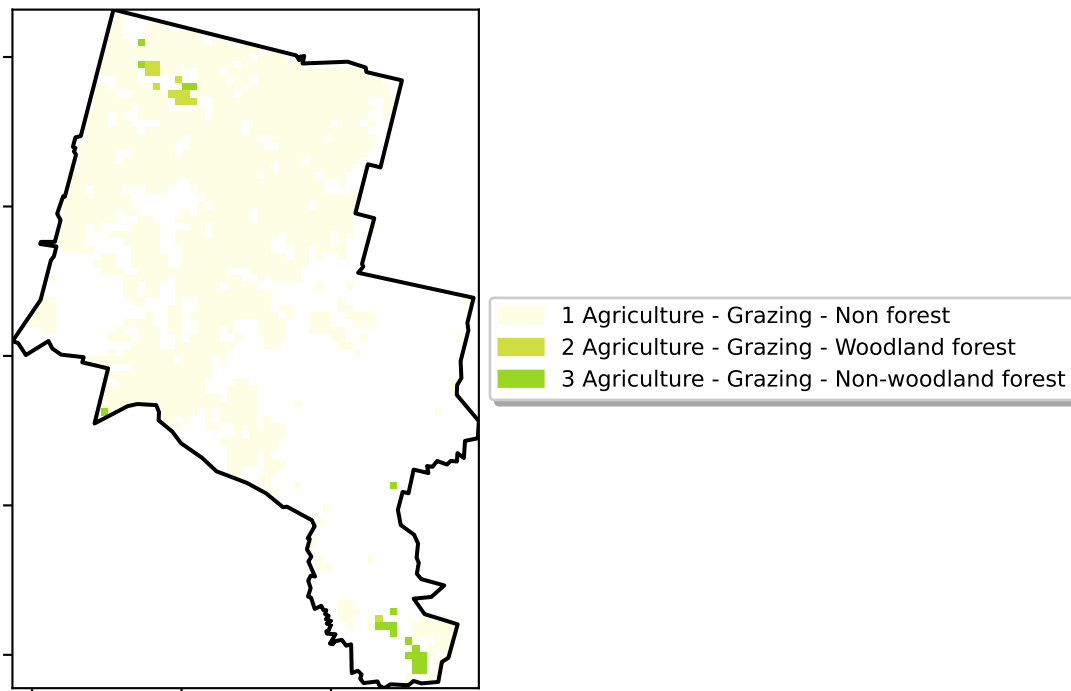 1 Agriculture - Grazing - Non forest
2 Agriculture - Grazing - Woodland forest
3 Agriculture - Grazing - Non-woodland forest